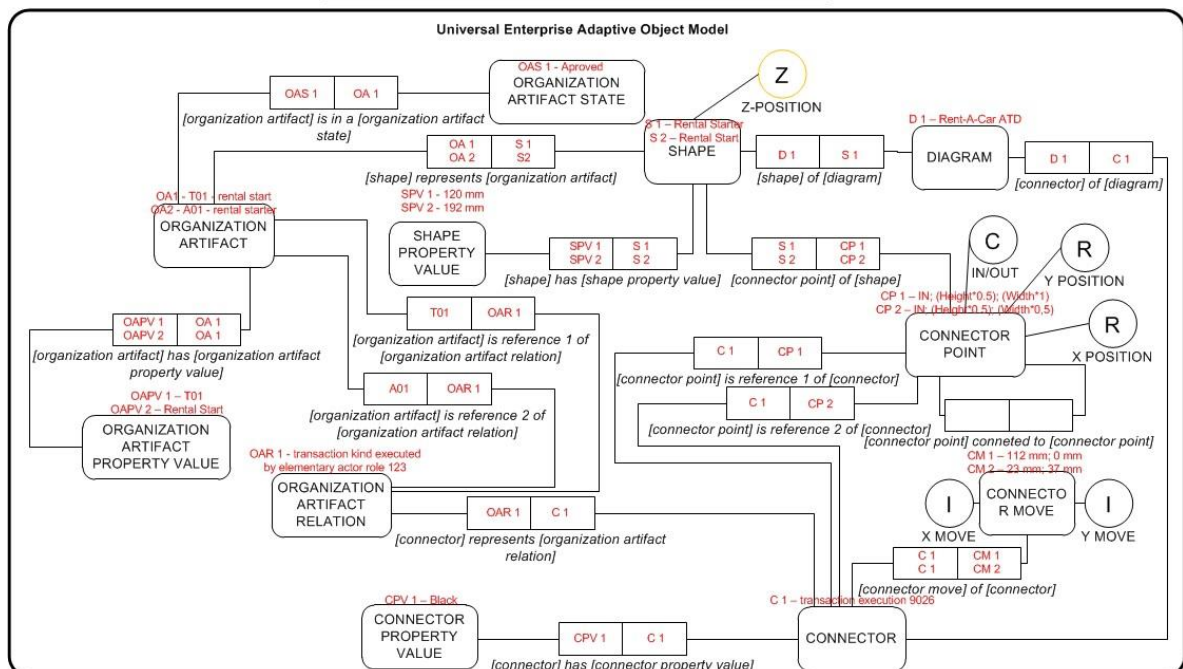 Universal Enterprise Adaptive Object Model
OAS 1 - Aproved
ORGANIZATION
ARTIFACT STATE
OAS 1 OA 1
[organization artifact] is in a [organization artifact
state]
Z
Z-POSITION
S 1 – Rental Starter
S 2 – Rental Start
SHAPE
OA 1 S 1
OA 2 S2
[shape] represents [organization artifact]
D 1 S 1
[shape] of [diagram]
D 1 – Rent-A-Car ATD
DIAGRAM
D 1 C 1
[connector] of [diagram]
OA1 - T01 - rental start
OA2 - A01 - rental starter
ORGANIZATION
ARTIFACT
SPV 1 - 120 mm
SPV 2 - 192 mm
SHAPE
PROPERTY
VALUE
SPV 1 S 1
SPV 2 S 2
[shape] has [shape property value]
S 1 CP 1
S 2 CP 2
[connector point] of [shape]
C
IN/OUT
R
Y POSITION
CP 1 – IN; (Height*0.5); (Width*1)
CP 2 – IN; (Height*0.5); (Width*0,5)
CONNECTOR
POINT
R
X POSITION
OAPV 1 OA 1
OAPV 2 OA 1
[organization artifact] has [organization artifact
property value]
T01 OAR 1
[organization artifact] is reference 1 of
[organization artifact relation]
C 1 CP 1
[connector point] is reference 1 of [connector]
A01 OAR 1
[organization artifact] is reference 2 of
[organization artifact relation]
C 1 CP 2
[connector point] is reference 2 of [connector]
[connector point] conneted to [connector point]
OAPV 1 – T01
OAPV 2 – Rental Start
ORGANIZATION
ARTIFACT
PROPERTY VALUE
OAR 1 - transaction kind executed
by elementary actor role 123
ORGANIZATION
ARTIFACT
RELATION
OAR 1 C 1
[connector] represents [organization artifact
relation]
CM 1 – 112 mm; 0 mm
CM 2 – 23 mm; 37 mm
CONNECTO
R MOVE
I
X MOVE
I
Y MOVE
C 1 CM 1
C 1 CM 2
[connector move] of [connector]
CPV 1 – Black
CONNECTOR
PROPERTY
VALUE
CPV 1 C 1
[connector] has [connector property value]
C 1 – transaction execution 9026
CONNECTOR